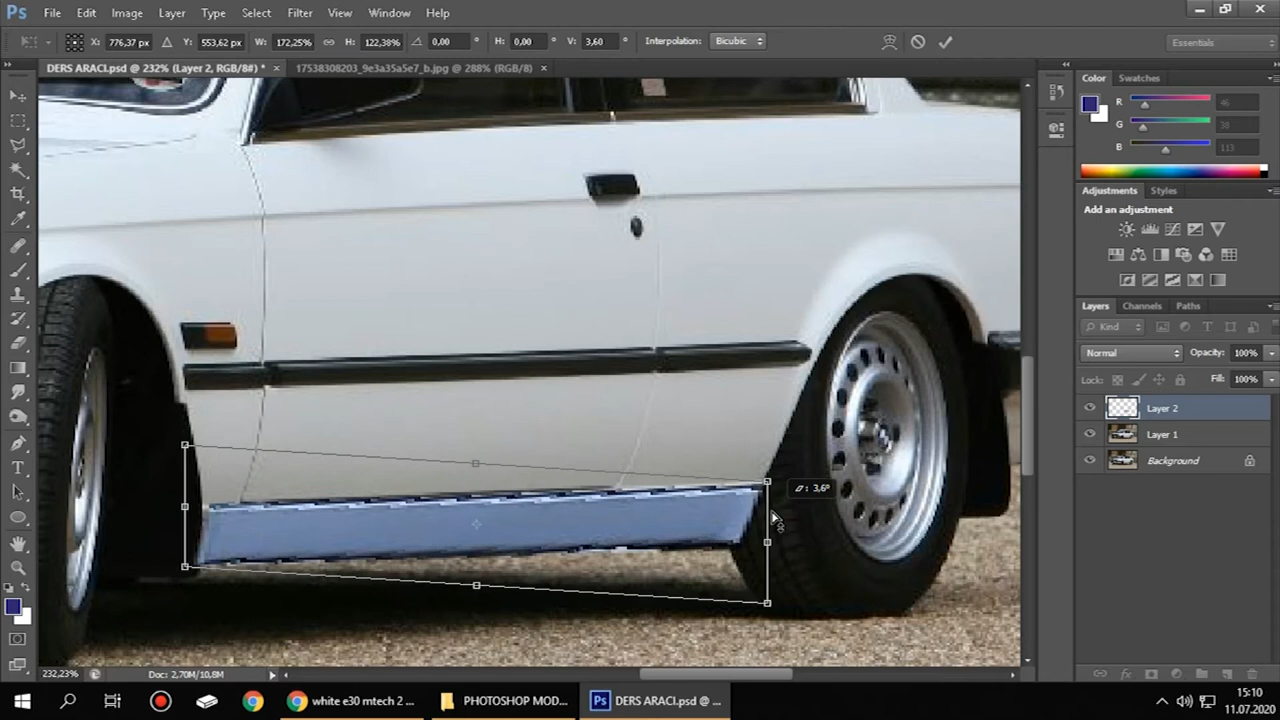 Ps File Edit Image Layer Type Select Filter View Window Help
X: 776,37 px Y: 553,62 px W: 172,25% H: 122,38% 0,00 ° H: 0,00 ° V: 3,60 ° Interpolation: Bicubic Essentials
DERS ARACI.psd @ 232% (Layer 2, RGB/8#) * × 17538308203_9e3a35a5e7_b.jpg @ 288% (RGB/8) ×
Color Swatches
R 46
G 38
B 113
Adjustments Styles
Add an adjustment
Layers Channels Paths
Kind
Normal Opacity: 100%
Lock: Fill: 100%
Layer 2
Layer 1
Background
: 3,6°
232,23% Doc: 2,70M/10,8M
white e30 mtech 2 ... PHOTOSHOP MOD... Ps DERS ARACI.psd @ ...
15:10
11.07.2020